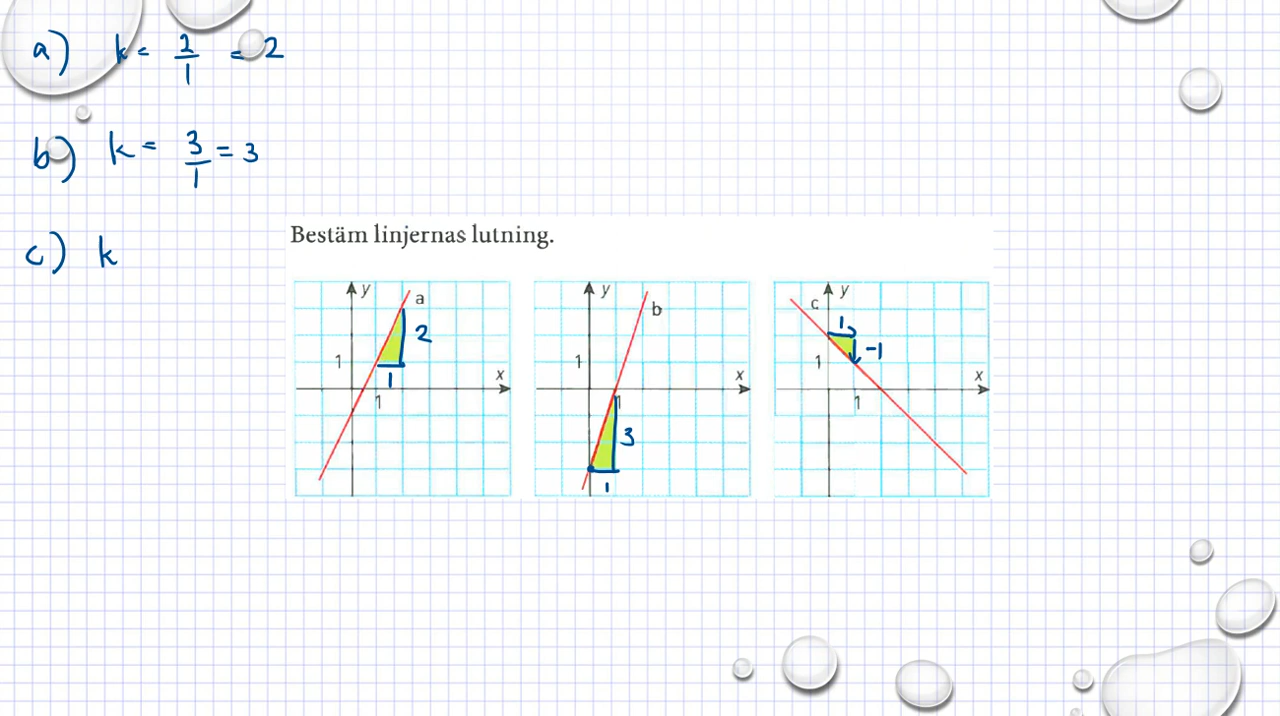 a) k = 2/1 = 2
b) k = 3/1 = 3
c) k
Bestäm linjernas lutning.
y a
2
1 x
1
1
y b
1 x
1
3
1
c y
1
-1
1 x
1